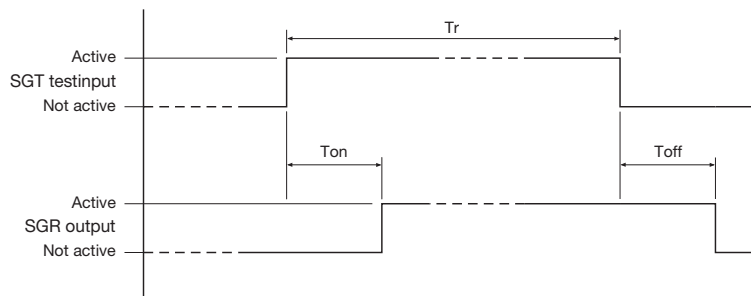 Tr
Active
SGT testinput
Not active
Ton
Toff
Active
SGR output
Not active